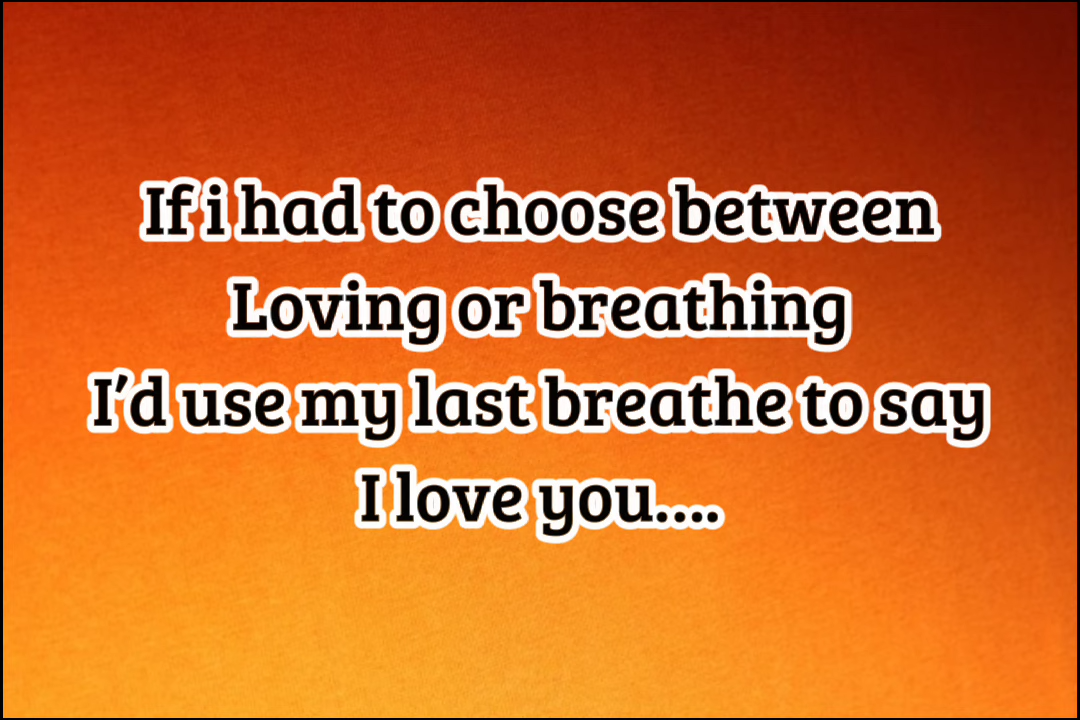 If i had to choose between
Loving or breathing
I’d use my last breathe to say
I love you....